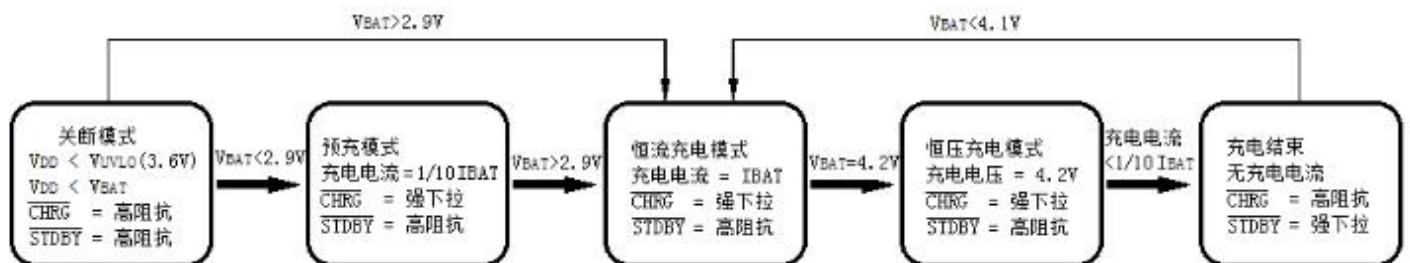 VBAT>2.9V
VBAT<4.1V
关断模式
VDD < VUVLO(3.6V)
VDD < VBAT
CHRG = 高阻抗
STDBY = 高阻抗
VBAT<2.9V
预充模式
充电电流=1/10IBAT
CHRG = 强下拉
STDBY = 高阻抗
VBAT>2.9V
恒流充电模式
充电电流 = IBAT
CHRG = 强下拉
STDBY = 高阻抗
VBAT=4.2V
恒压充电模式
充电电压 = 4.2V
CHRG = 强下拉
STDBY = 高阻抗
充电电流
<1/10IBAT
充电结束
无充电电流
CHRG = 高阻抗
STDBY = 强下拉